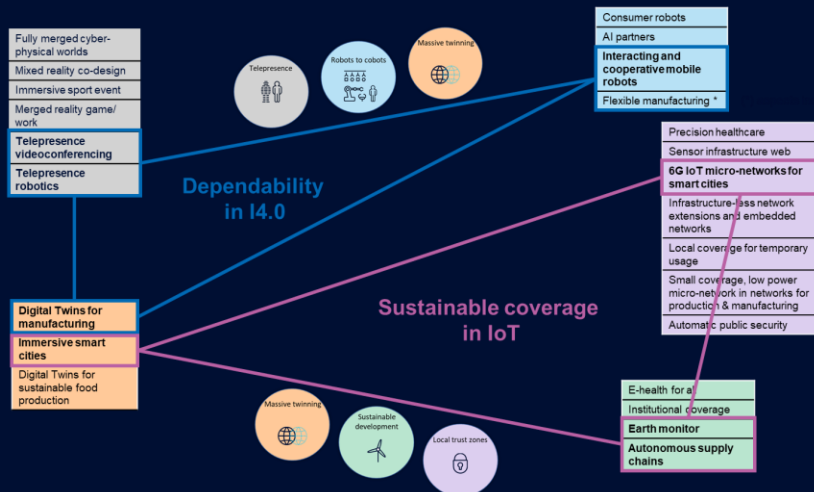 Fully merged cyber-
physical worlds
Mixed reality co-design
Immersive sport event
Merged reality game/
work
Telepresence
videoconferencing
Telepresence
robotics
Telepresence
Robots to cobots
Massive twinning
Consumer robots
AI partners
Interacting and
cooperative mobile
robots
Flexible manufacturing *
Precision healthcare
Sensor infrastructure web
6G IoT micro-networks for
smart cities
Infrastructure-less network
extensions and embedded
networks
Local coverage for temporary
usage
Small coverage, low power
micro-network in networks for
production & manufacturing
Automatic public security
Dependability
in I4.0
Sustainable coverage
in IoT
Digital Twins for
manufacturing
Immersive smart
cities
Digital Twins for
sustainable food
production
Massive twinning
Sustainable
development
Local trust zones
E-health for all
Institutional coverage
Earth monitor
Autonomous supply
chains